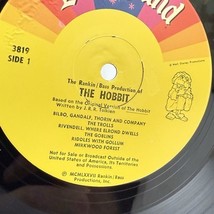 3819
SIDE 1
The Rankin/Bass Production of
THE HOBBIT
Based on the Original Version of The Hobbit
Written by J.R.R. Tolkien
BILBO, GANDALF, THORIN AND COMPANY
THE TROLLS
RIVENDELL, WHERE ELROND DWELLS
THE GOBLINS
RIDDLES WITH GOLLUM
MIRKWOOD FOREST
Not For Sale or Broadcast Outside of the
United States of America, Its Territories
and Possessions.
© MCMLXXVII Rankin/Bass
Productions, Inc.